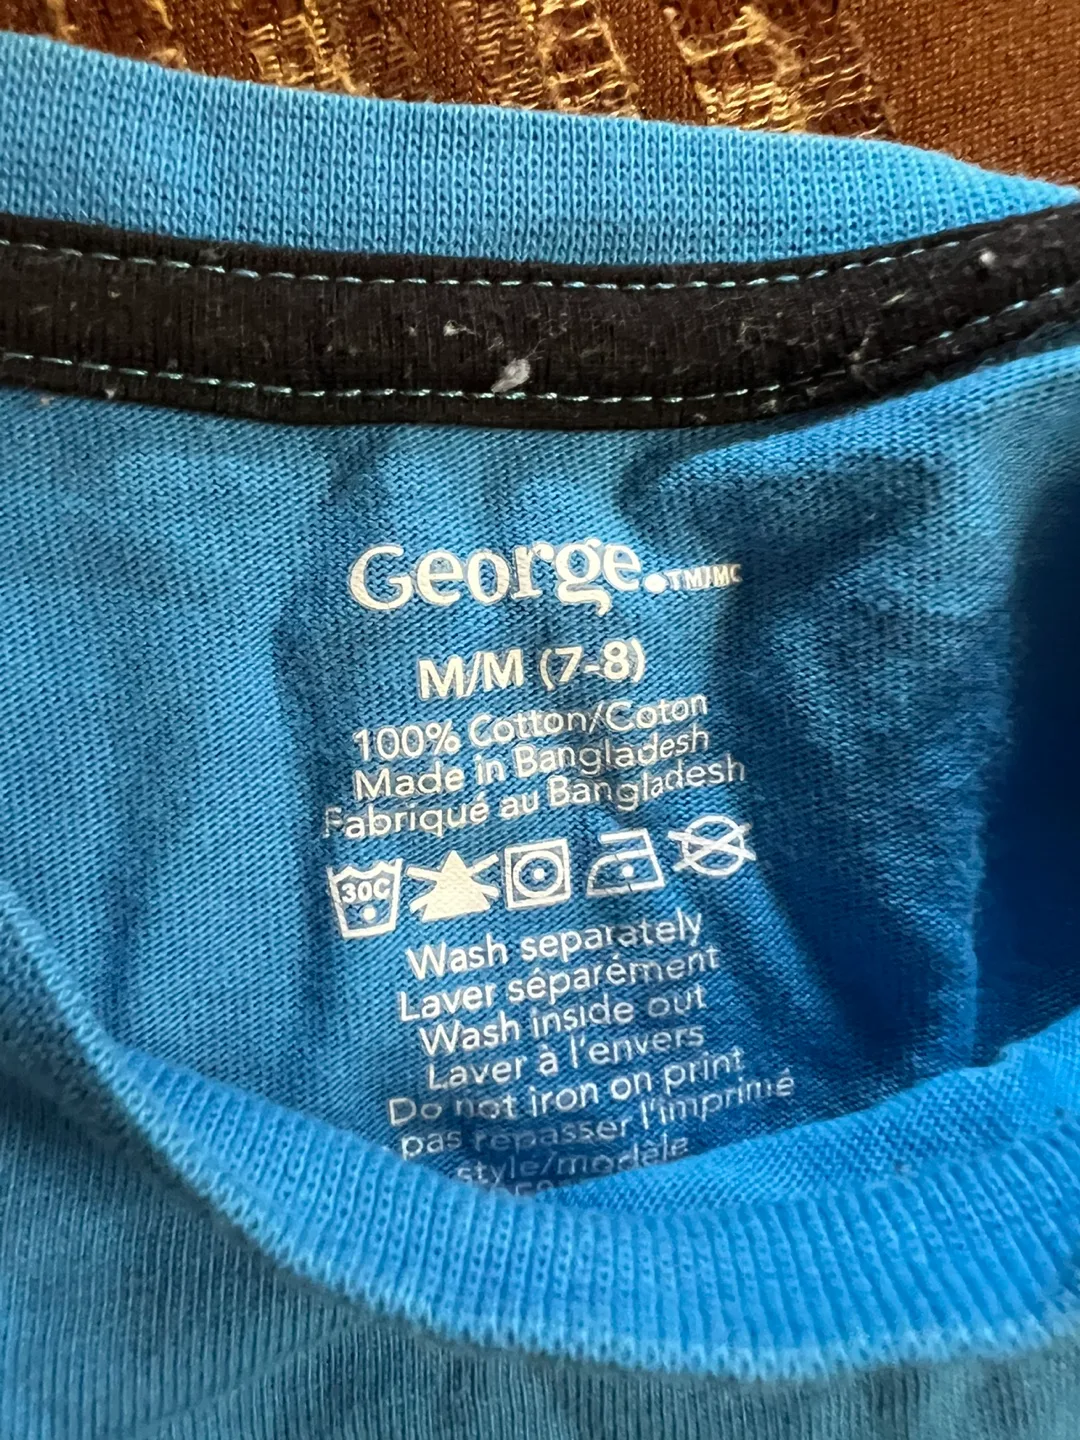 George.TM/MC
M/M (7-8)
100% Cotton/Coton
Made in Bangladesh
Fabriqué au Bangladesh
30C
Wash separately
Laver séparément
Wash inside out
Laver à l'envers
Do not iron on print
pas repasser l'imprimé
style/modèle